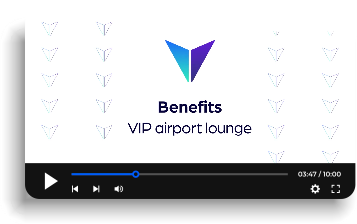 Benefits
VIP airport lounge
03:47 / 10:00